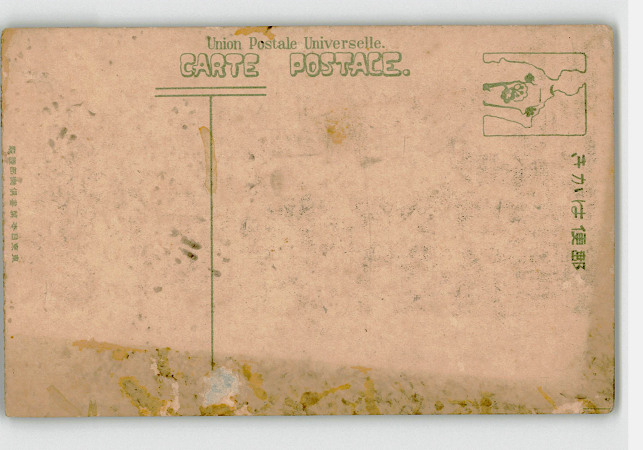 Union Postale Universelle.
CARTE POSTALE.
郵便はかき